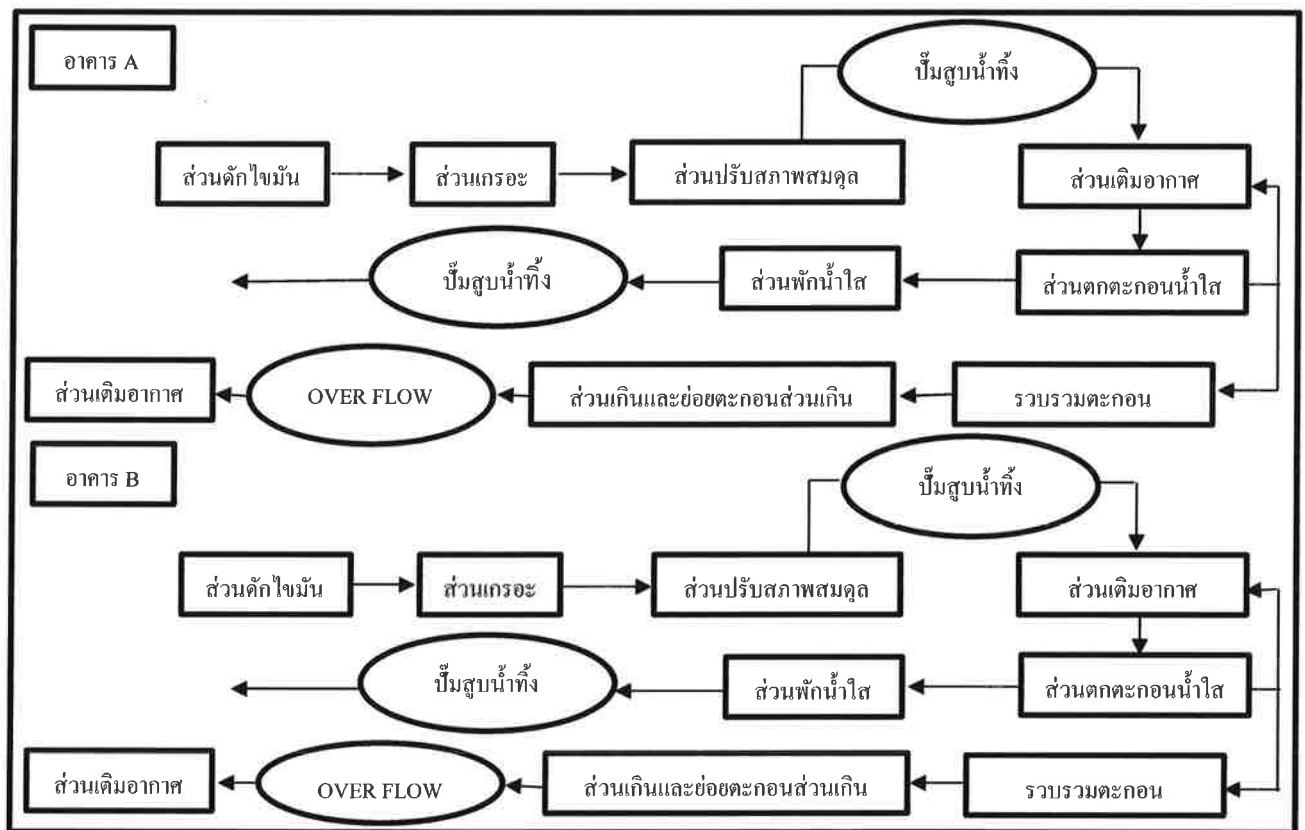 อาคาร A
ปั๊มสูบน้ำทิ้ง
ส่วนดักไขมัน
ส่วนเกรอะ
ส่วนปรับสภาพสมดุล
ส่วนเติมอากาศ
ปั๊มสูบน้ำทิ้ง
ส่วนพักน้ำใส
ส่วนตกตะกอนน้ำใส
ส่วนเติมอากาศ
OVER FLOW
ส่วนเกินและย่อยตะกอนส่วนเกิน
รวบรวมตะกอน
อาคาร B
ปั๊มสูบน้ำทิ้ง
ส่วนดักไขมัน
ส่วนเกรอะ
ส่วนปรับสภาพสมดุล
ส่วนเติมอากาศ
ปั๊มสูบน้ำทิ้ง
ส่วนพักน้ำใส
ส่วนตกตะกอนน้ำใส
ส่วนเติมอากาศ
OVER FLOW
ส่วนเกินและย่อยตะกอนส่วนเกิน
รวบรวมตะกอน